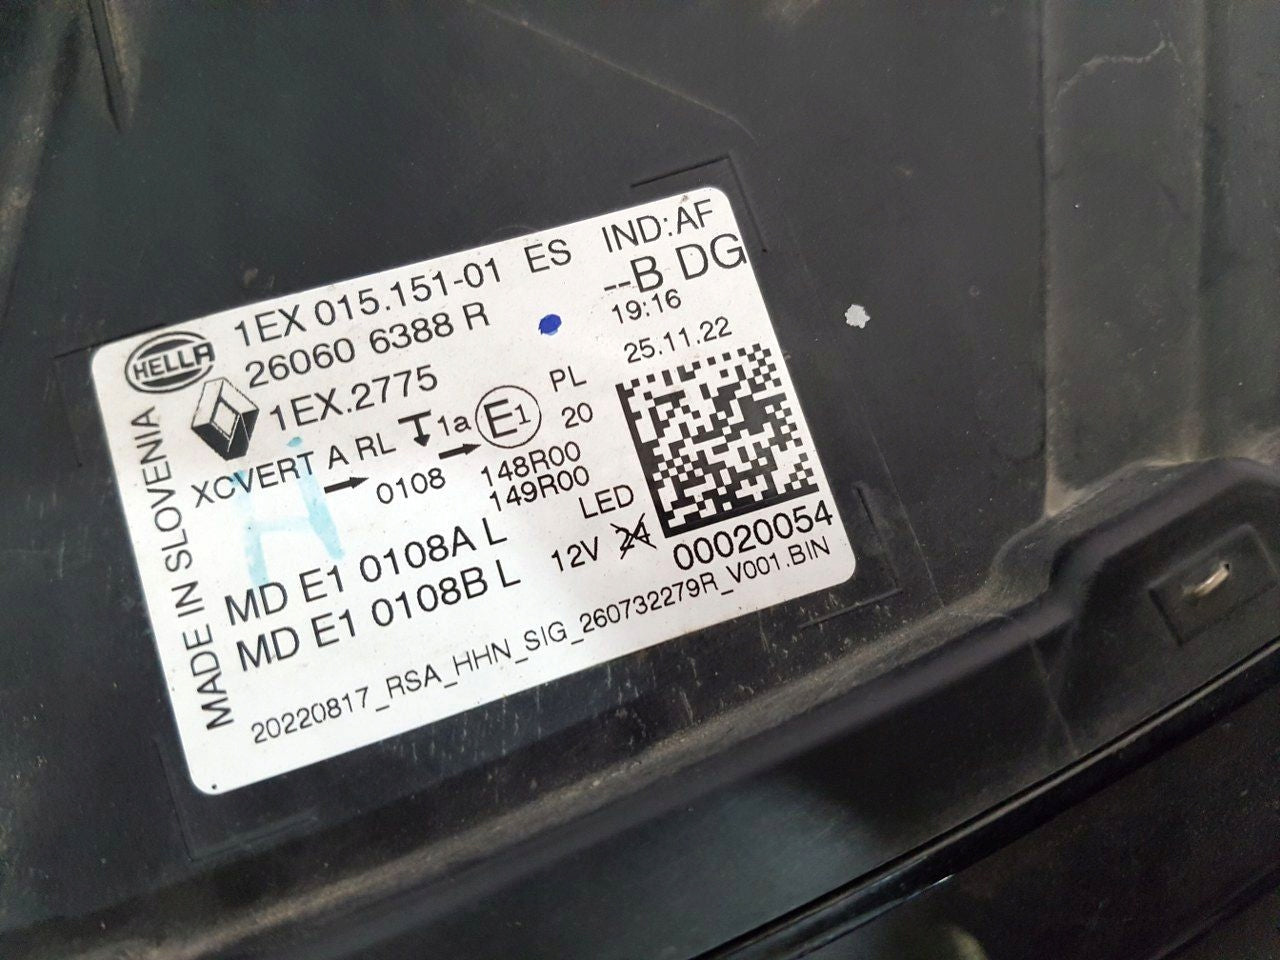 HELLA
1EX 015.151-01 ES IND:AF
26060 6388 R --B DG
1EX.2775 19:16
25.11.22
XCVERT A RL T 1a E1 PL
→ 0108 → 148R00 20
149R00
MD E1 0108A L LED
MD E1 0108B L 12V 24
00020054
20220817_RSA_HHN_SIG_260732279R_V001.BIN
MADE IN SLOVENIA
H